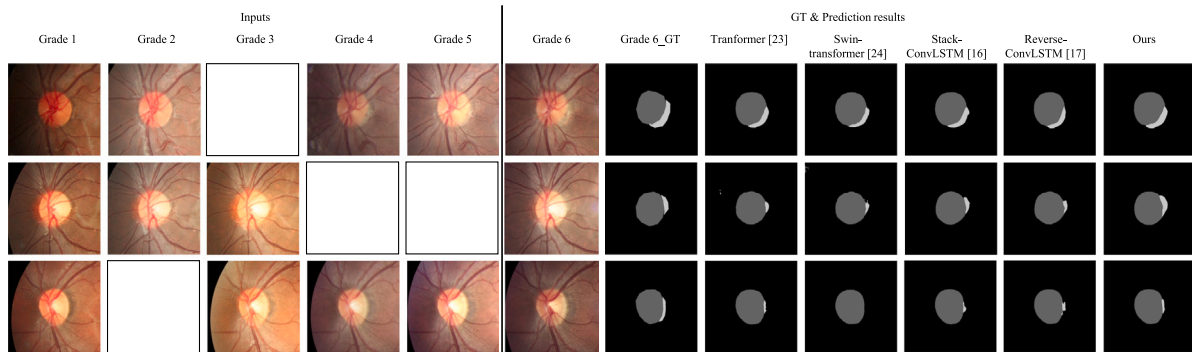 Inputs
GT & Prediction results
Grade 1
Grade 2
Grade 3
Grade 4
Grade 5
Grade 6
Grade 6_GT
Tranformer [23]
Swin-
transformer [24]
Stack-
ConvLSTM [16]
Reverse-
ConvLSTM [17]
Ours